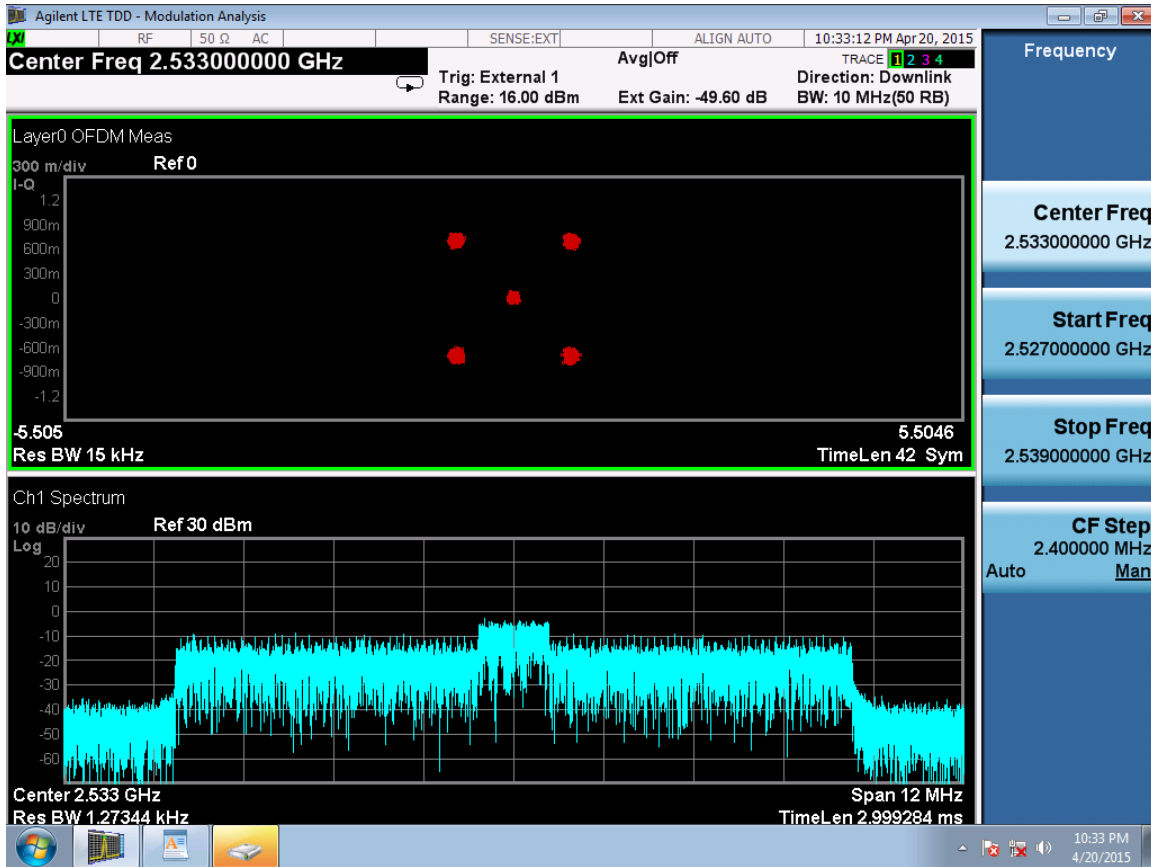 Agilent LTE TDD - Modulation Analysis
LXI RF 50 Ω AC SENSE:EXT ALIGN AUTO 10:33:12 PM Apr 20, 2015
Center Freq 2.533000000 GHz
Trig: External 1
Range: 16.00 dBm
Avg|Off
Ext Gain: -49.60 dB
TRACE 1 2 3 4
Direction: Downlink
BW: 10 MHz(50 RB)
Layer0 OFDM Meas
300 m/div Ref 0
I-Q
1.2
900m
600m
300m
0
-300m
-600m
-900m
-1.2
-5.505 5.5046
Res BW 15 kHz TimeLen 42 Sym
Ch1 Spectrum
10 dB/div Ref 30 dBm
Log
20
10
0
-10
-20
-30
-40
-50
-60
Center 2.533 GHz Span 12 MHz
Res BW 1.27344 kHz TimeLen 2.999284 ms
Frequency
Center Freq
2.533000000 GHz
Start Freq
2.527000000 GHz
Stop Freq
2.539000000 GHz
CF Step
2.400000 MHz
Auto Man
10:33 PM
4/20/2015